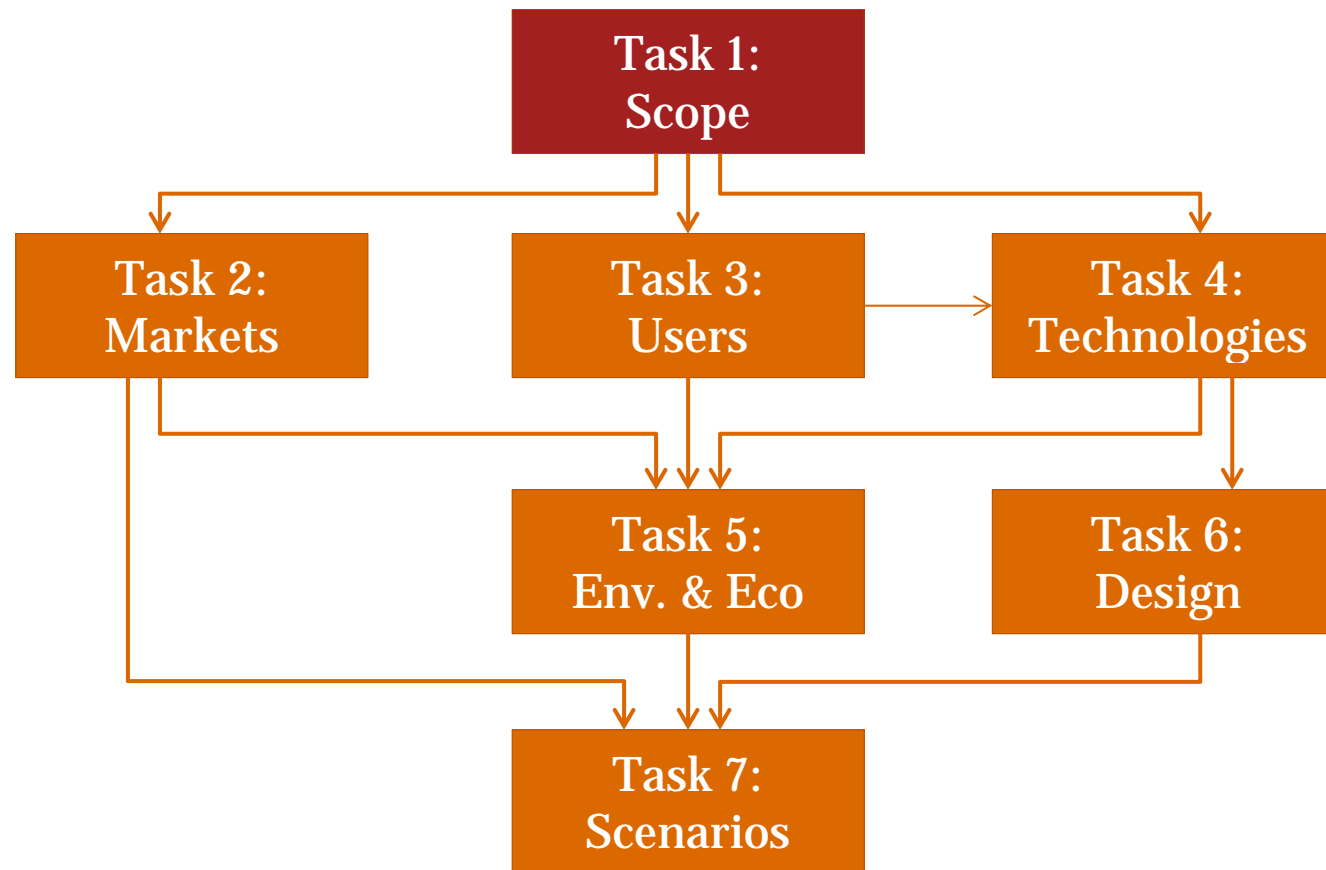 Task 1:
Scope
Task 2:
Markets
Task 3:
Users
Task 4:
Technologies
Task 5:
Env. & Eco
Task 6:
Design
Task 7:
Scenarios